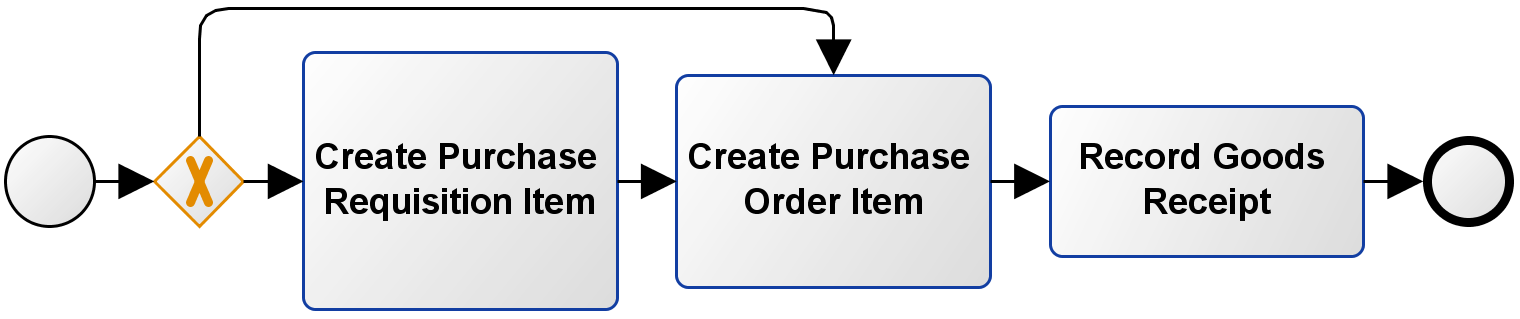 Create Purchase
Requisition Item
Create Purchase
Order Item
Record Goods
Receipt